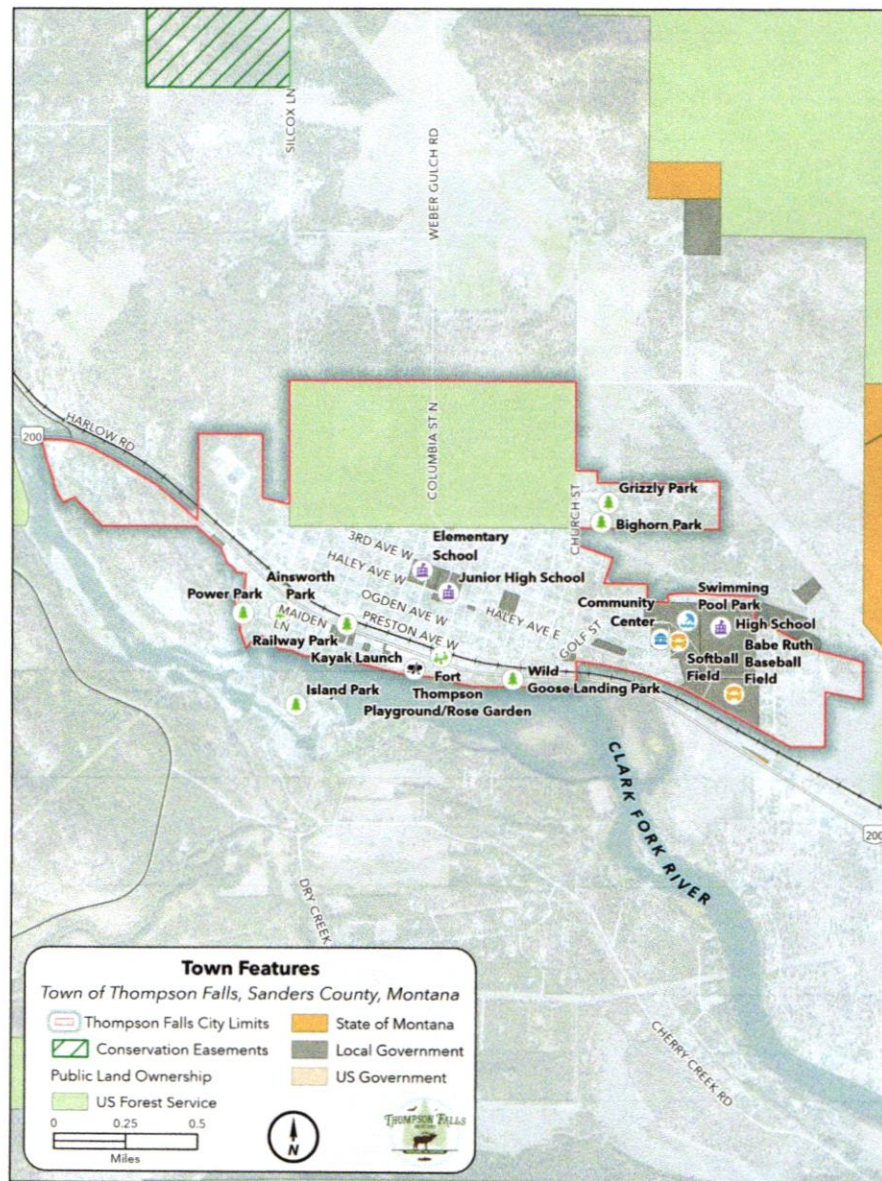 SILCOX LN
WEBER GULCH RD
HARLOW RD
200
COLUMBIA ST N
CHURCH ST
Grizzly Park
Bighorn Park
3RD AVE W
Elementary
School
HALEY AVE W
Junior High School
Ainsworth
Park
OGDEN AVE W
Power Park
MAIDEN
LN
PRESTON AVE W
HALEY AVE E
Railway Park
Kayak Launch
GOLF ST
Community
Center
Swimming
Pool Park
High School
Softball
Field
Babe Ruth
Baseball
Field
Island Park
Fort
Thompson
Playground/Rose Garden
Wild
Goose Landing Park
CLARK FORK RIVER
200
DRY CREEK
CHERRY CREEK RD
Town Features
Town of Thompson Falls, Sanders County, Montana
Thompson Falls City Limits
Conservation Easements
Public Land Ownership
US Forest Service
State of Montana
Local Government
US Government
0 0.25 0.5
Miles
N
THOMPSON FALLS